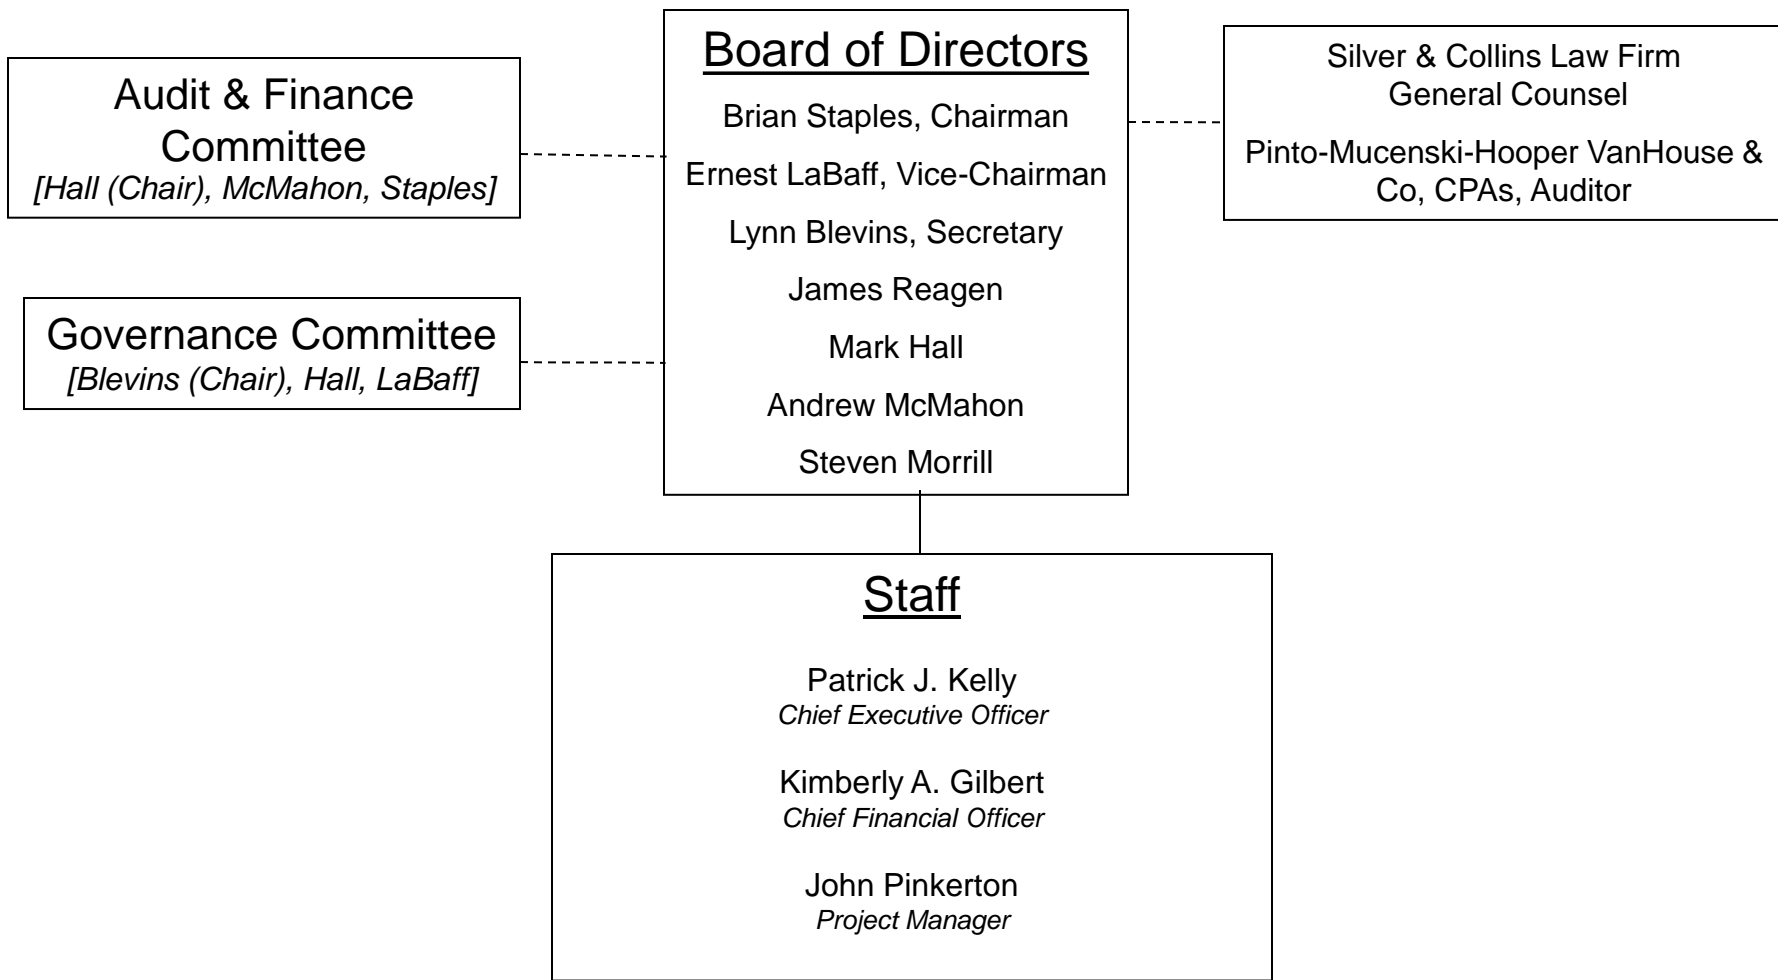 Board of Directors
Brian Staples, Chairman
Ernest LaBaff, Vice-Chairman
Lynn Blevins, Secretary
James Reagen
Mark Hall
Andrew McMahon
Steven Morrill
Audit & Finance
Committee
[Hall (Chair), McMahon, Staples]
Governance Committee
[Blevins (Chair), Hall, LaBaff]
Silver & Collins Law Firm
General Counsel
Pinto-Mucenski-Hooper VanHouse &
Co, CPAs, Auditor
Staff
Patrick J. Kelly
Chief Executive Officer
Kimberly A. Gilbert
Chief Financial Officer
John Pinkerton
Project Manager